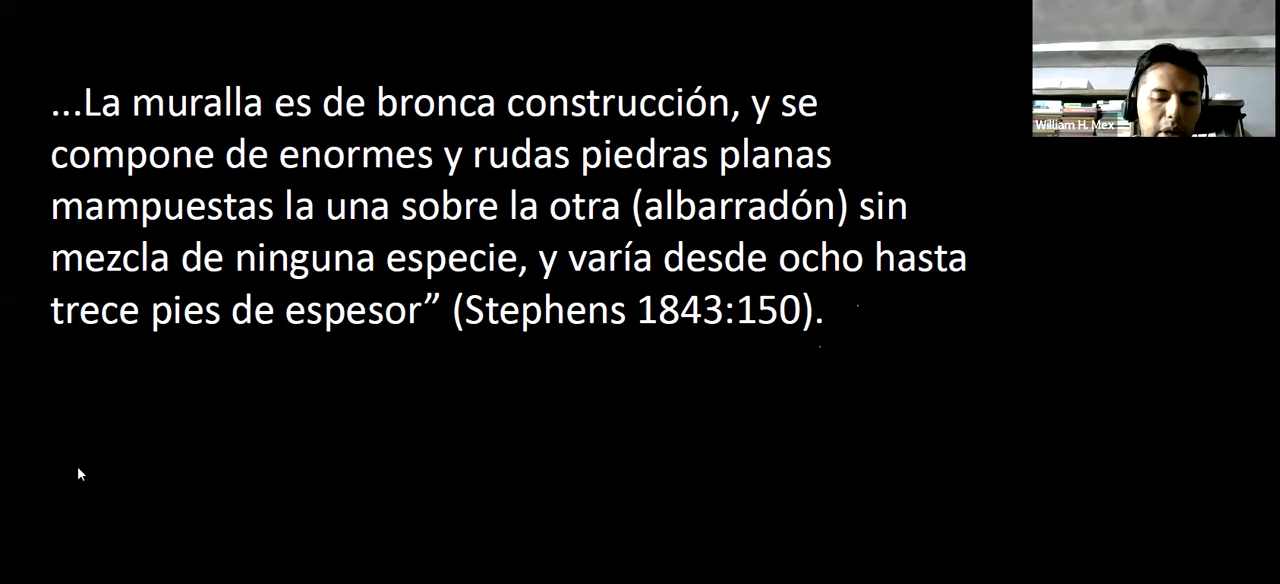 ...La muralla es de bronca construcción, y se
compone de enormes y rudas piedras planas
mampuestas la una sobre la otra (albarradón) sin
mezcla de ninguna especie, y varía desde ocho hasta
trece pies de espesor” (Stephens 1843:150).
William H. Mex